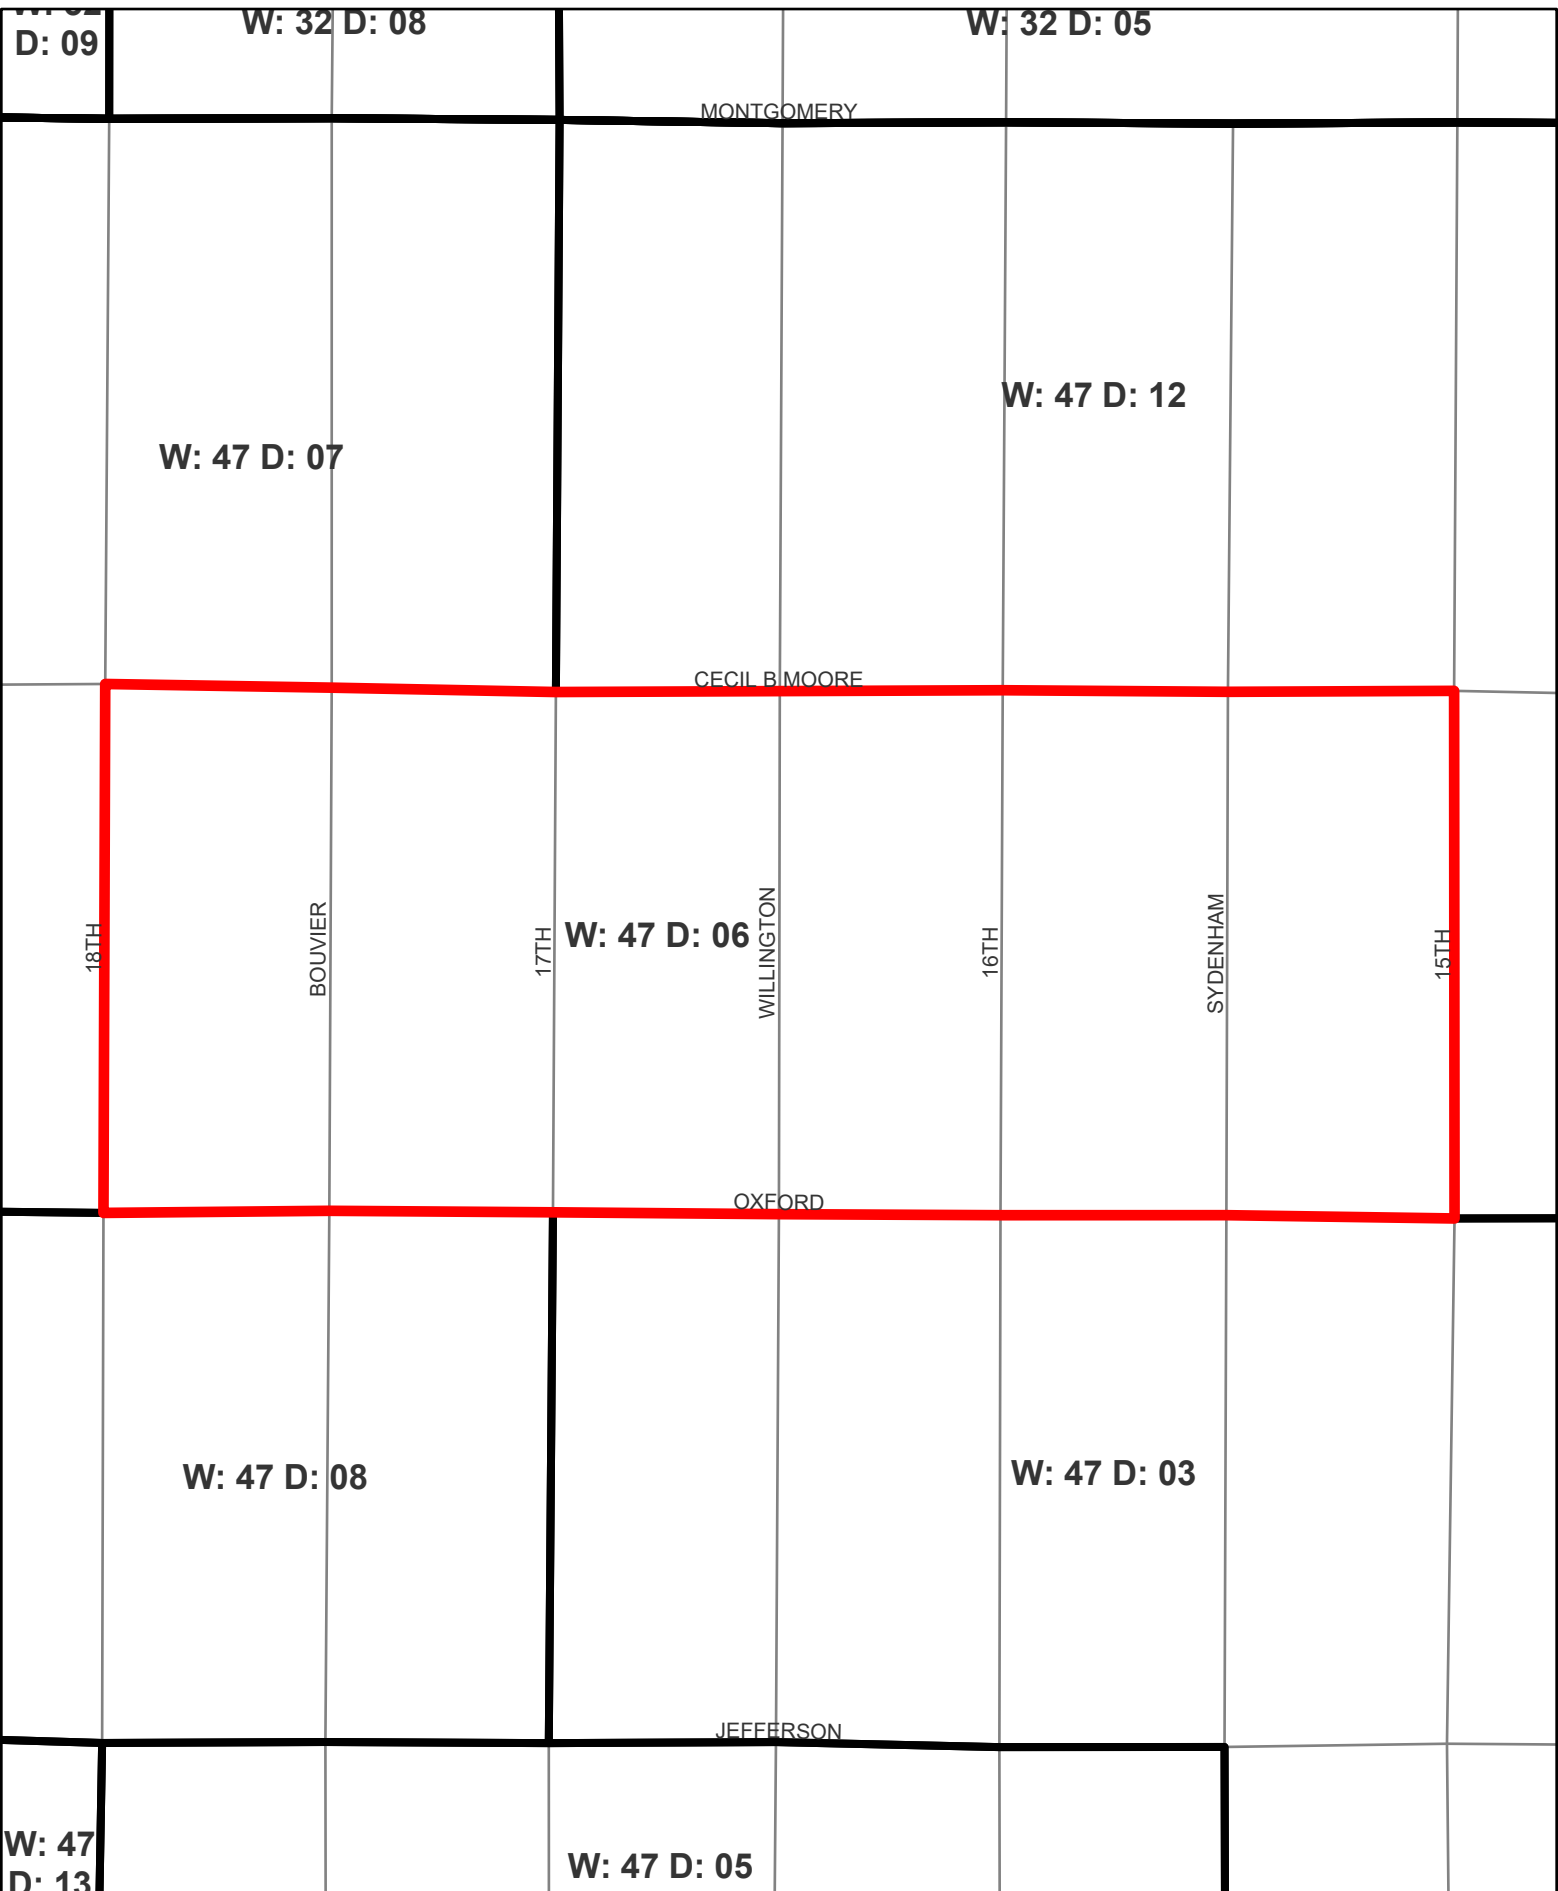 D: 09
W: 32 D: 08
W: 32 D: 05
MONTGOMERY
W: 47 D: 12
W: 47 D: 07
CECIL B MOORE
18TH
BOUVIER
17TH
W: 47 D: 06
WILLINGTON
16TH
SYDENHAM
15TH
OXFORD
W: 47 D: 08
W: 47 D: 03
JEFFERSON
W: 47
D: 13
W: 47 D: 05